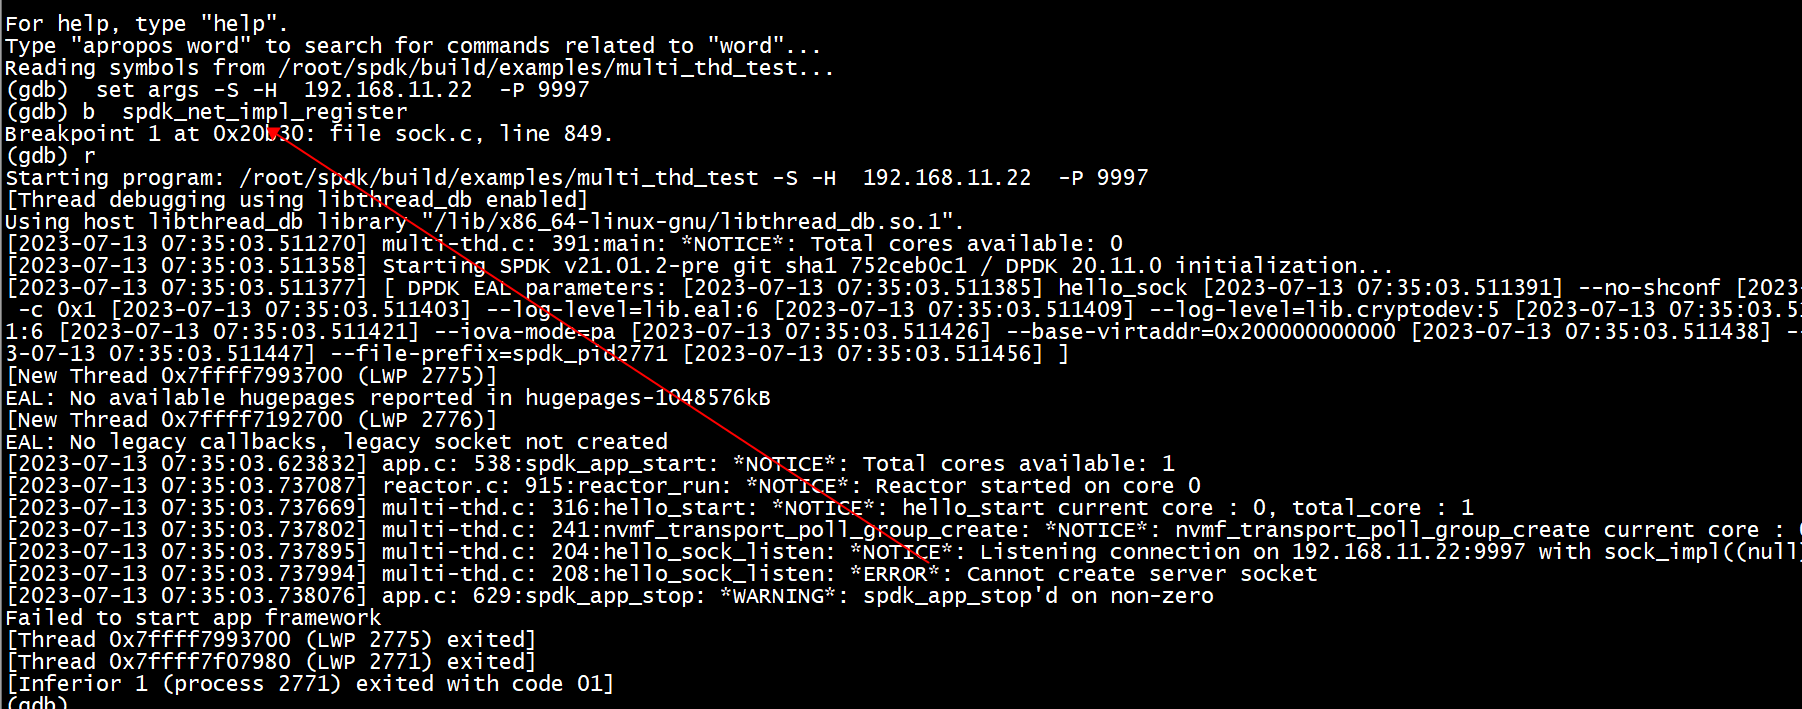 For help, type "help".
Type "apropos word" to search for commands related to "word"...
Reading symbols from /root/spdk/build/examples/multi_thd_test...
(gdb)  set args -S -H  192.168.11.22  -P 9997
(gdb) b  spdk_net_impl_register
Breakpoint 1 at 0x20b30: file sock.c, line 849.
(gdb) r
Starting program: /root/spdk/build/examples/multi_thd_test -S -H  192.168.11.22  -P 9997
[Thread debugging using libthread_db enabled]
Using host libthread_db library "/lib/x86_64-linux-gnu/libthread_db.so.1".
[2023-07-13 07:35:03.511270] multi-thd.c: 391:main: *NOTICE*: Total cores available: 0
[2023-07-13 07:35:03.511358] Starting SPDK v21.01.2-pre git sha1 752ceb0c1 / DPDK 20.11.0 initialization...
[2023-07-13 07:35:03.511377] [ DPDK EAL parameters: [2023-07-13 07:35:03.511385] hello_sock [2023-07-13 07:35:03.511391] --no-shconf [2023-
 -c 0x1 [2023-07-13 07:35:03.511403] --log-level=lib.eal:6 [2023-07-13 07:35:03.511409] --log-level=lib.cryptodev:5 [2023-07-13 07:35:03.5
1:6 [2023-07-13 07:35:03.511421] --iova-mode=pa [2023-07-13 07:35:03.511426] --base-virtaddr=0x200000000000 [2023-07-13 07:35:03.511438] --
3-07-13 07:35:03.511447] --file-prefix=spdk_pid2771 [2023-07-13 07:35:03.511456] ]
[New Thread 0x7ffff7993700 (LWP 2775)]
EAL: No available hugepages reported in hugepages-1048576kB
[New Thread 0x7ffff7192700 (LWP 2776)]
EAL: No legacy callbacks, legacy socket not created
[2023-07-13 07:35:03.623832] app.c: 538:spdk_app_start: *NOTICE*: Total cores available: 1
[2023-07-13 07:35:03.737087] reactor.c: 915:reactor_run: *NOTICE*: Reactor started on core 0
[2023-07-13 07:35:03.737669] multi-thd.c: 316:hello_start: *NOTICE*: hello_start current core : 0, total_core : 1
[2023-07-13 07:35:03.737802] multi-thd.c: 241:nvmf_transport_poll_group_create: *NOTICE*: nvmf_transport_poll_group_create current core : 0
[2023-07-13 07:35:03.737895] multi-thd.c: 204:hello_sock_listen: *NOTICE*: Listening connection on 192.168.11.22:9997 with sock_impl((null)
[2023-07-13 07:35:03.737994] multi-thd.c: 208:hello_sock_listen: *ERROR*: Cannot create server socket
[2023-07-13 07:35:03.738076] app.c: 629:spdk_app_stop: *WARNING*: spdk_app_stop'd on non-zero
Failed to start app framework
[Thread 0x7ffff7993700 (LWP 2775) exited]
[Thread 0x7ffff7f07980 (LWP 2771) exited]
[Inferior 1 (process 2771) exited with code 01]
(gdb)